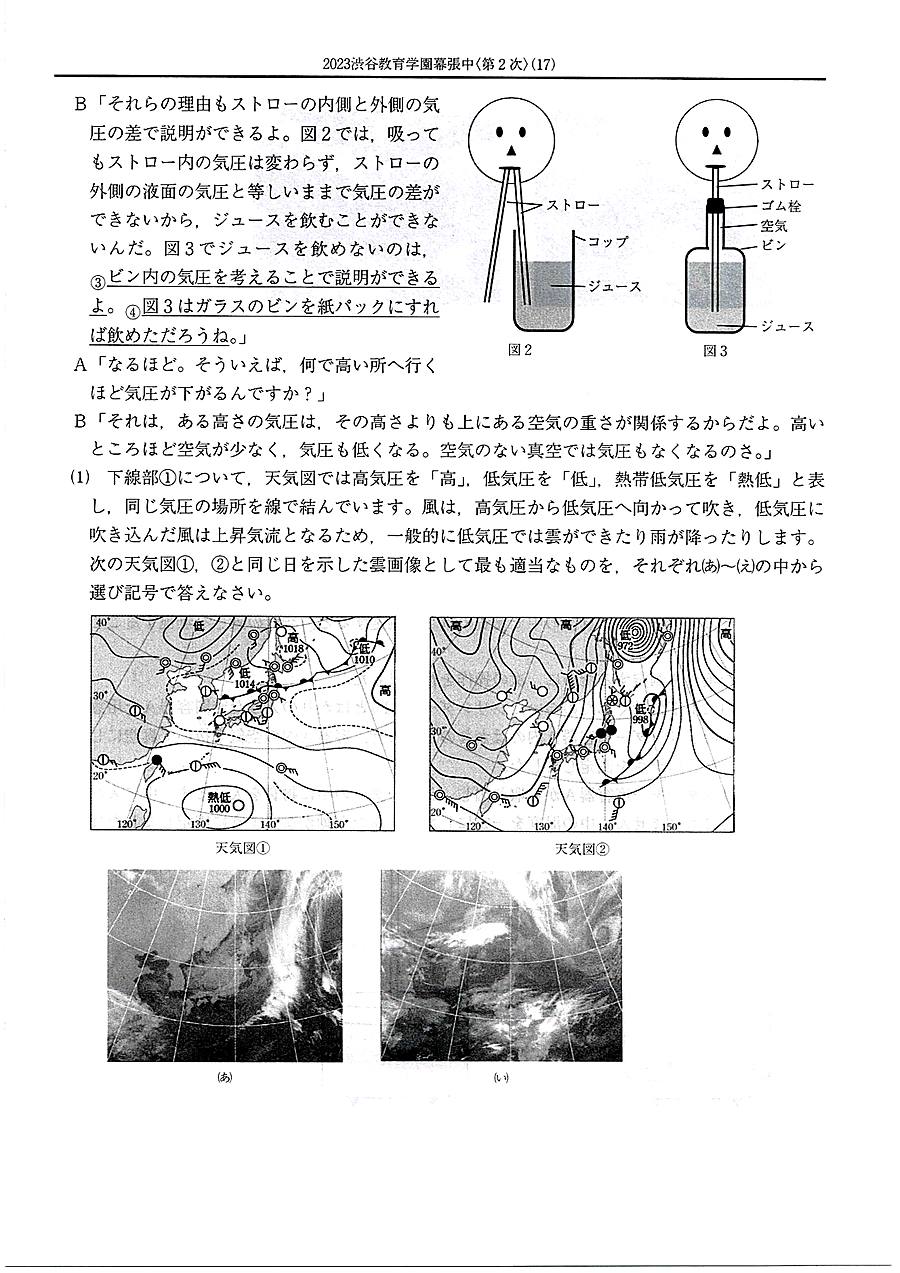 2023渋谷教育学園幕張中〈第2次〉(17)
B「それらの理由もストローの内側と外側の気
圧の差で説明ができるよ。図2では，吸って
もストロー内の気圧は変わらず，ストローの
外側の液面の気圧と等しいままで気圧の差が
できないから，ジュースを飲むことができな
いんだ。図3でジュースを飲めないのは，
③ビン内の気圧を考えることで説明ができる
よ。④図3はガラスのビンを紙パックにすれ
ば飲めただろうね。」
ストロー
コップ
ジュース
図2
ストロー
ゴム栓
空気
ビン
ジュース
図3
A「なるほど。そういえば，何で高い所へ行く
ほど気圧が下がるんですか？」
B「それは，ある高さの気圧は，その高さよりも上にある空気の重さが関係するからだよ。高い
ところほど空気が少なく，気圧も低くなる。空気のない真空では気圧もなくなるのさ。」
(1) 下線部①について，天気図では高気圧を「高」，低気圧を「低」，熱帯低気圧を「熱低」と表
し，同じ気圧の場所を線で結んでいます。風は，高気圧から低気圧へ向かって吹き，低気圧に
吹き込んだ風は上昇気流となるため，一般的に低気圧では雲ができたり雨が降ったりします。
次の天気図①，②と同じ日を示した雲画像として最も適当なものを，それぞれ(あ)～(え)の中から
選び記号で答えなさい。
40°
低
高
1018
低
1010
低
1014
高
30°
20°
熱低
1000
120°
130°
140°
150°
天気図①
高
高
低
972
高
40°
低
998
30°
20°
120°
130°
140°
150°
天気図②
(あ)
(い)